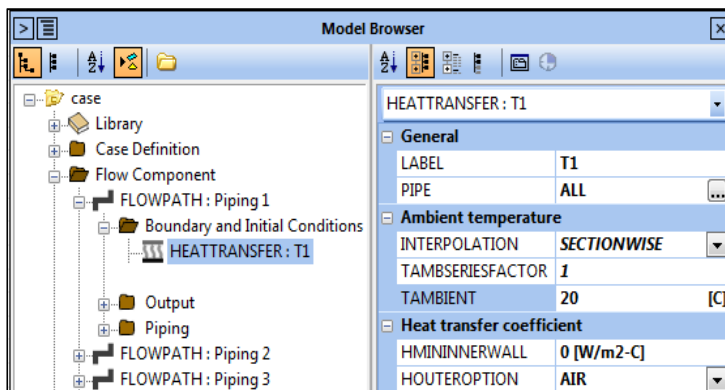 Model Browser
case
Library
Case Definition
Flow Component
FLOWPATH : Piping 1
Boundary and Initial Conditions
HEATTRANSFER : T1
Output
Piping
FLOWPATH : Piping 2
FLOWPATH : Piping 3
HEATTRANSFER : T1
General
LABEL T1
PIPE ALL ...
Ambient temperature
INTERPOLATION SECTIONWISE
TAMBSERIESFACTOR 1
TAMBIENT 20 [C]
Heat transfer coefficient
HMININNERWALL 0 [W/m2-C]
HOUTEROPTION AIR